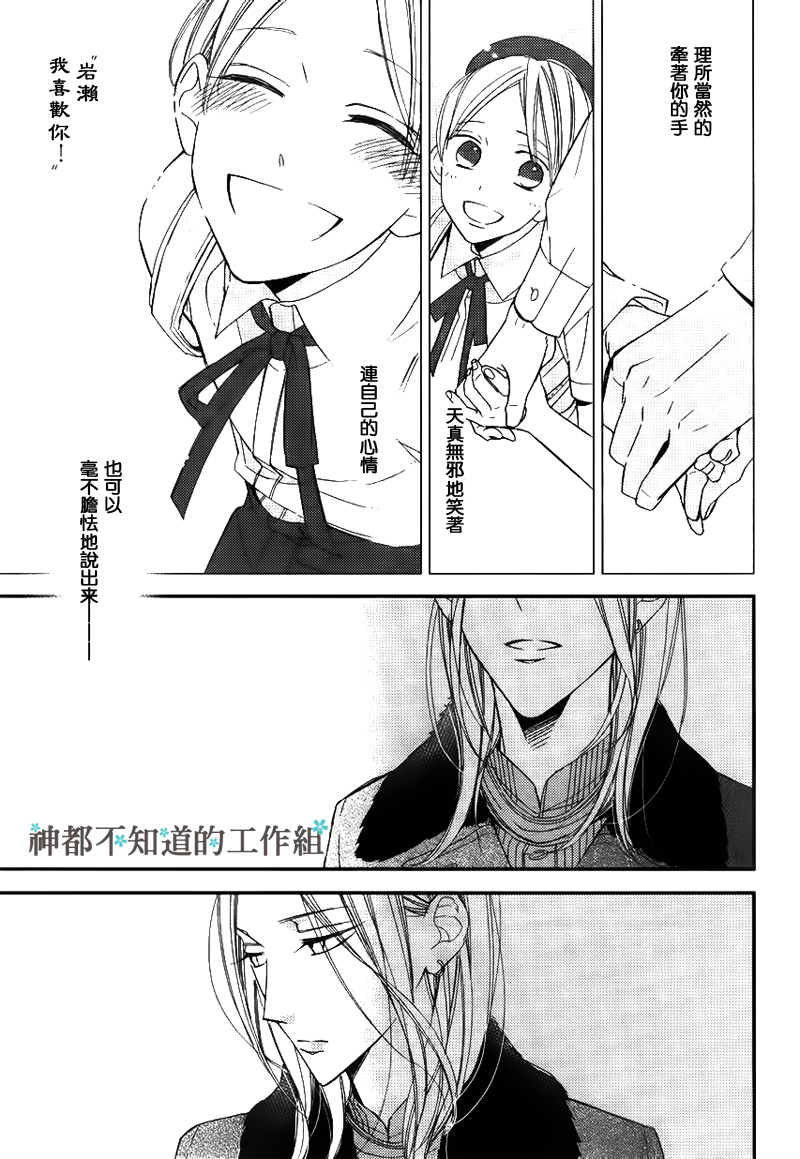 理所當然的
牽著你的手
天真無邪地笑著
連自己的心情
"岩瀨
我喜歡你！"
也可以
毫不膽怯地說出来——
神都不知道的工作組